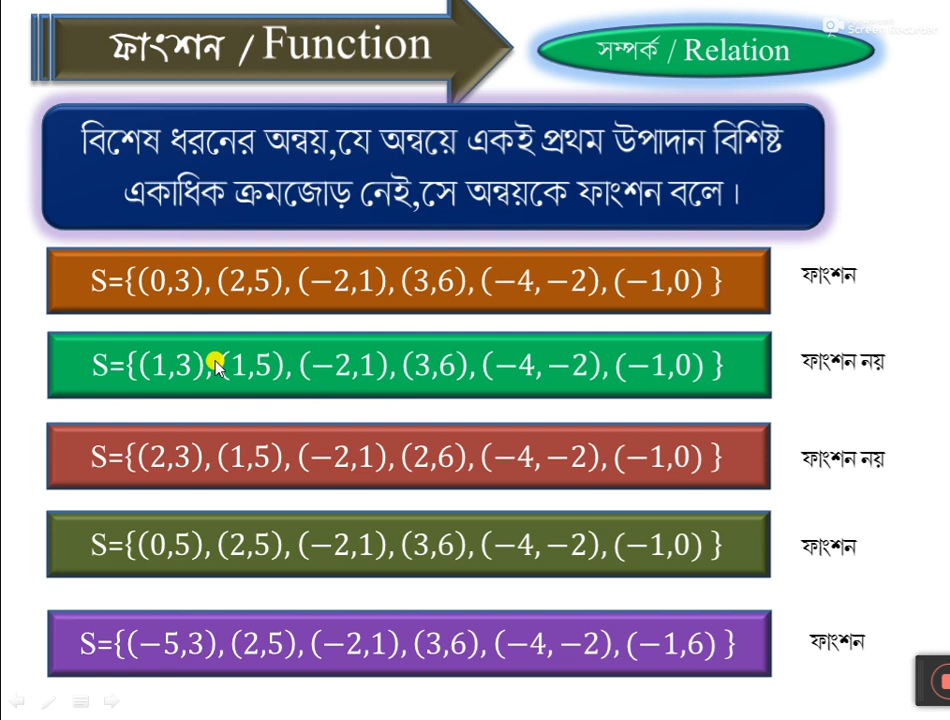 ফাংশন / Function
সম্পর্ক / Relation
Screen Recorder
বিশেষ ধরনের অন্বয়,যে অন্বয়ে একই প্রথম উপাদান বিশিষ্ট
একাধিক ক্রমজোড় নেই,সে অন্বয়কে ফাংশন বলে।
S={(0,3), (2,5), (−2,1), (3,6), (−4, −2), (−1,0) }
ফাংশন
S={(1,3), (1,5), (−2,1), (3,6), (−4, −2), (−1,0) }
ফাংশন নয়
S={(2,3), (1,5), (−2,1), (2,6), (−4, −2), (−1,0) }
ফাংশন নয়
S={(0,5), (2,5), (−2,1), (3,6), (−4, −2), (−1,0) }
ফাংশন
S={(−5,3), (2,5), (−2,1), (3,6), (−4, −2), (−1,6) }
ফাংশন